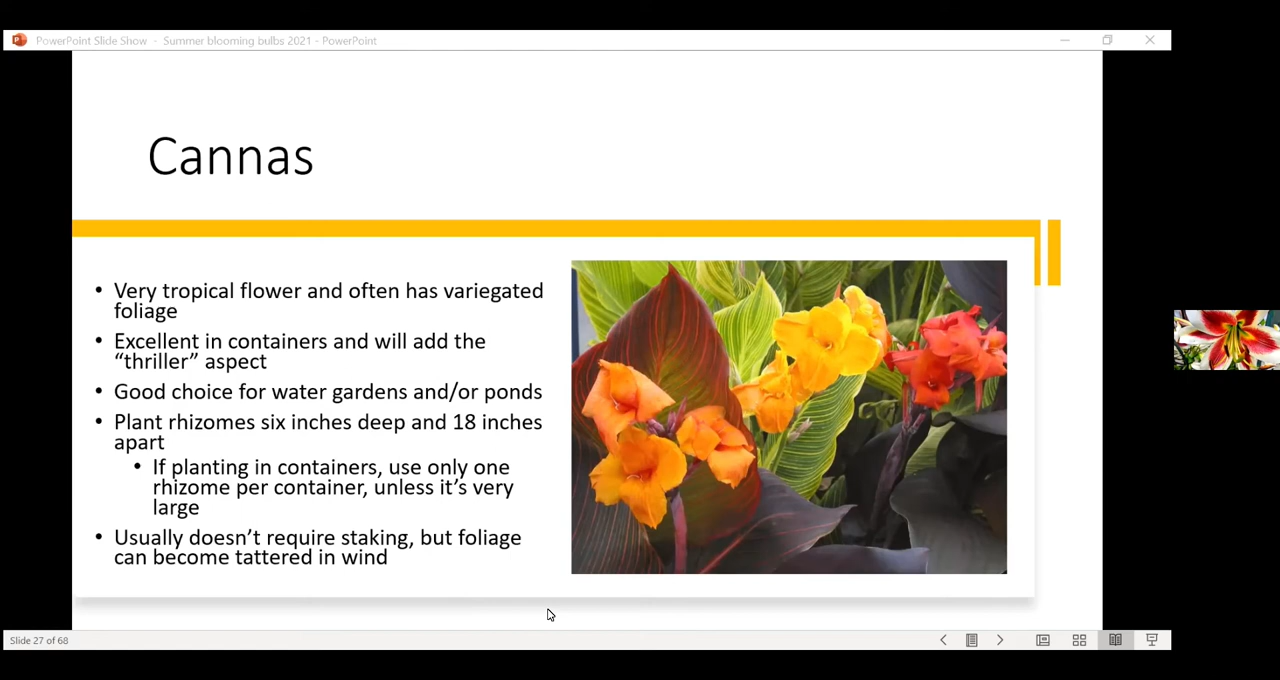 PowerPoint Slide Show - Summer blooming bulbs 2021 - PowerPoint
Cannas
• Very tropical flower and often has variegated
foliage
• Excellent in containers and will add the
“thriller” aspect
• Good choice for water gardens and/or ponds
• Plant rhizomes six inches deep and 18 inches
apart
• If planting in containers, use only one
rhizome per container, unless it’s very
large
• Usually doesn’t require staking, but foliage
can become tattered in wind
Slide 27 of 68